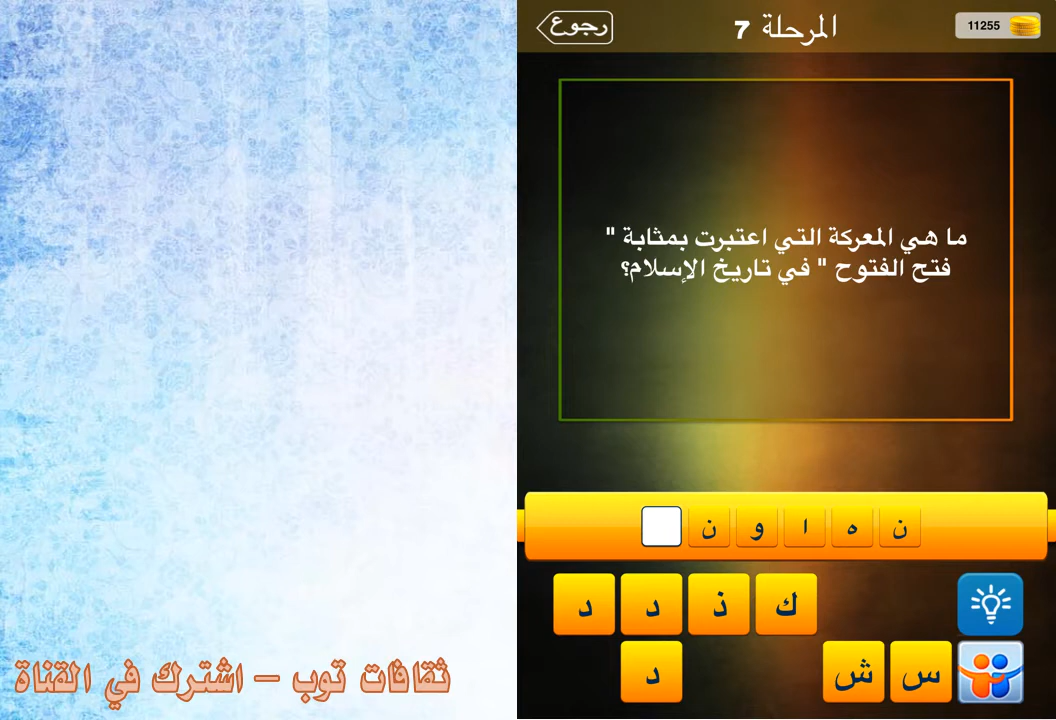 رجوع
المرحلة 7
11255
ما هي المعركة التي اعتبرت بمثابة "
فتح الفتوح " في تاريخ الإسلام؟
ن ه ا و ن
د د ذ ك
د ش س
ثقافات توب – اشترك في القناة